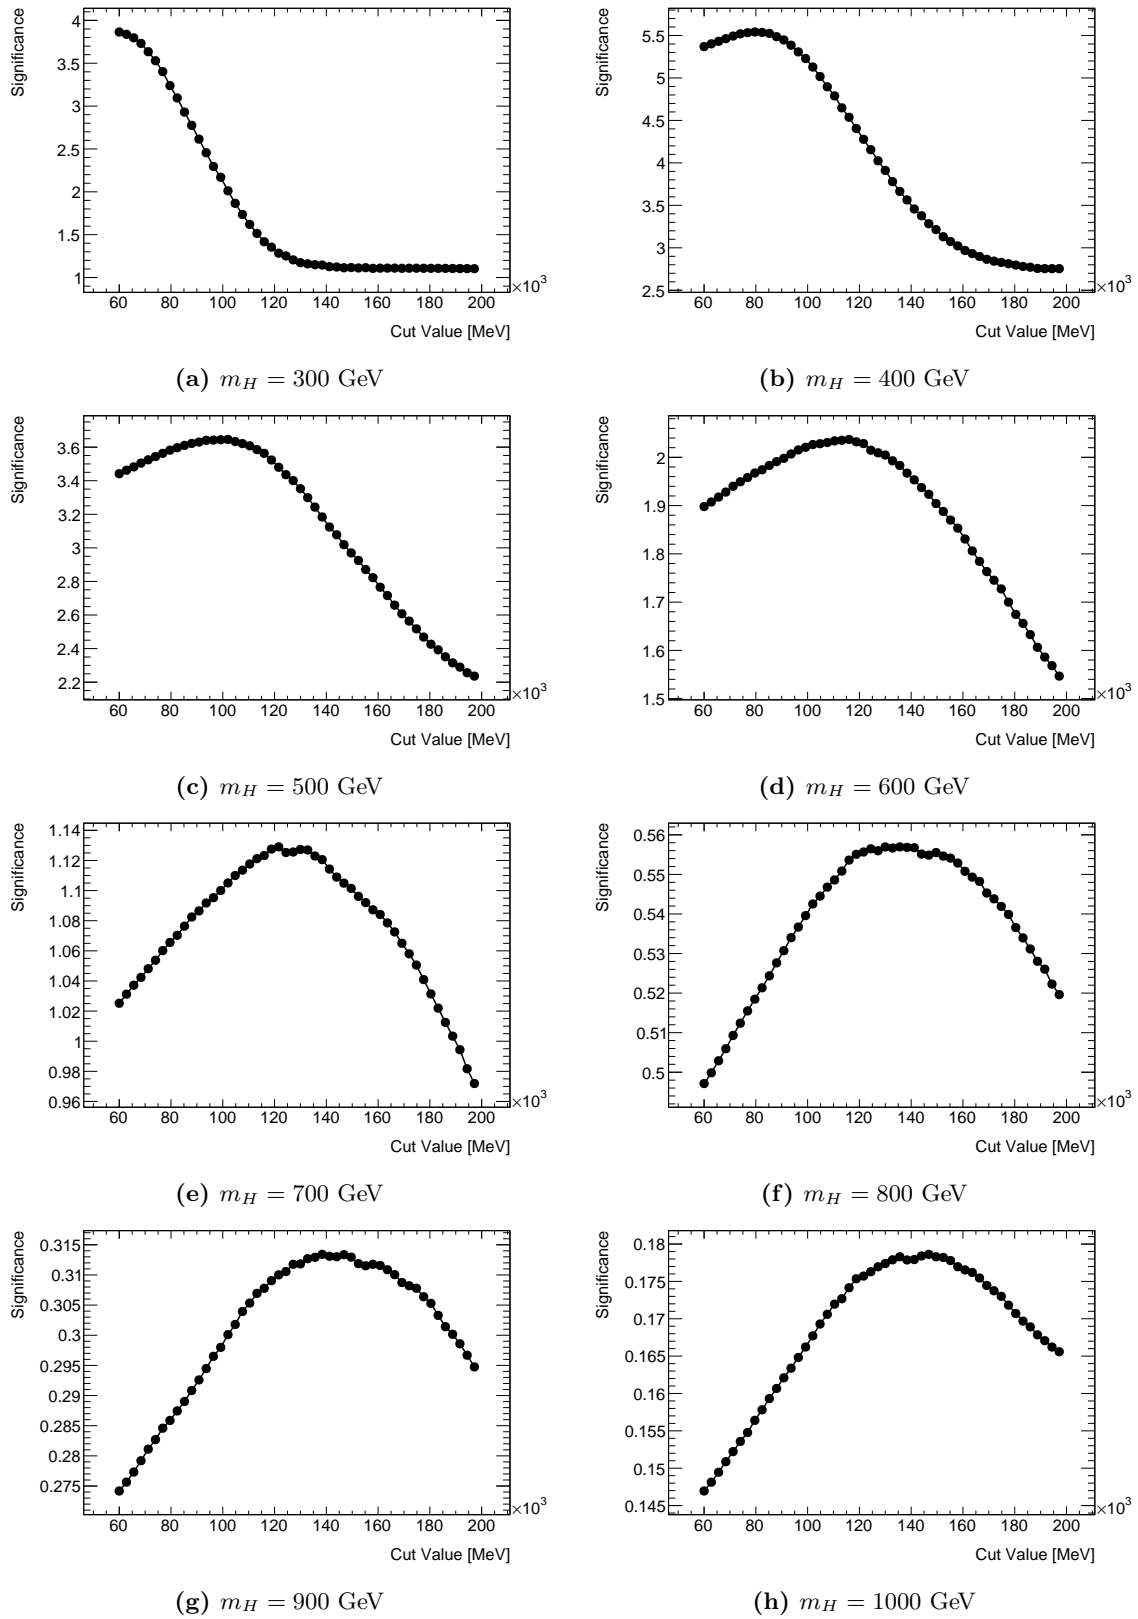 Significance
4
3.5
3
2.5
2
1.5
1
60 80 100 120 140 160 180 200
×10³
Cut Value [MeV]
(a) m_H = 300 GeV
Significance
5.5
5
4.5
4
3.5
3
2.5
60 80 100 120 140 160 180 200
×10³
Cut Value [MeV]
(b) m_H = 400 GeV
Significance
3.6
3.4
3.2
3
2.8
2.6
2.4
2.2
60 80 100 120 140 160 180 200
×10³
Cut Value [MeV]
(c) m_H = 500 GeV
Significance
2
1.9
1.8
1.7
1.6
1.5
60 80 100 120 140 160 180 200
×10³
Cut Value [MeV]
(d) m_H = 600 GeV
Significance
1.14
1.12
1.1
1.08
1.06
1.04
1.02
1
0.98
0.96
60 80 100 120 140 160 180 200
×10³
Cut Value [MeV]
(e) m_H = 700 GeV
Significance
0.56
0.55
0.54
0.53
0.52
0.51
0.5
60 80 100 120 140 160 180 200
×10³
Cut Value [MeV]
(f) m_H = 800 GeV
Significance
0.315
0.31
0.305
0.3
0.295
0.29
0.285
0.28
0.275
60 80 100 120 140 160 180 200
×10³
Cut Value [MeV]
(g) m_H = 900 GeV
Significance
0.18
0.175
0.17
0.165
0.16
0.155
0.15
0.145
60 80 100 120 140 160 180 200
×10³
Cut Value [MeV]
(h) m_H = 1000 GeV